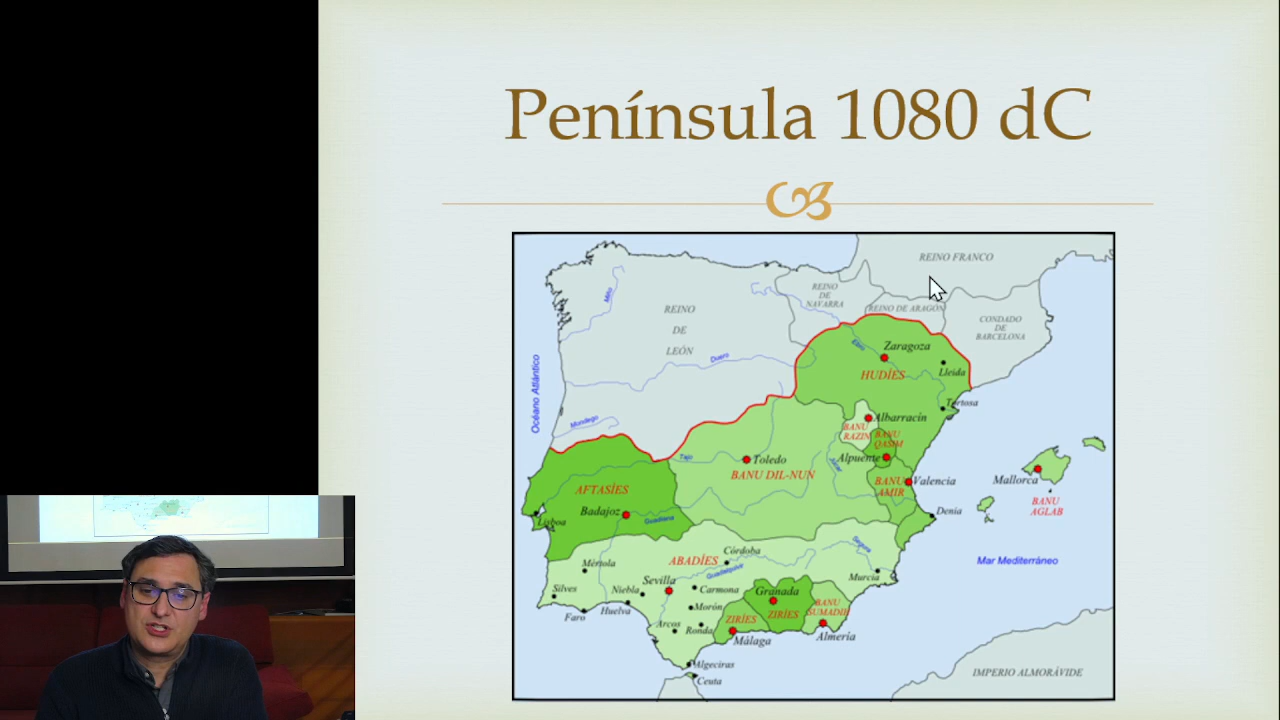 Península 1080 dC
REINO FRANCO
REINO
DE
NAVARRA
REINO DE ARAGÓN
CONDADO
DE
BARCELONA
REINO
DE
LEÓN
Miño
Duero
Mondego
Océano Atlántico
Ebro
Zaragoza
HUDÍES
Lleida
Tortosa
Albarracín
BANU
RAZIN
BANU
QASIM
Alpuente
Tajo
Toledo
BANU DIL-NUN
Júcar
BANU
AMIR
Valencia
Denia
Mallorca
BANU
AGLAB
Mar Mediterráneo
AFTASÍES
Badajoz
Guadiana
Lisboa
ABADÍES
Córdoba
Guadalquivir
Segura
Murcia
Mértola
Silves
Faro
Niebla
Huelva
Sevilla
Carmona
Morón
Arcos
Ronda
Granada
ZIRÍES
ZIRÍES
Málaga
BANU
SUMADIH
Almería
Algeciras
Ceuta
IMPERIO ALMORÁVIDE